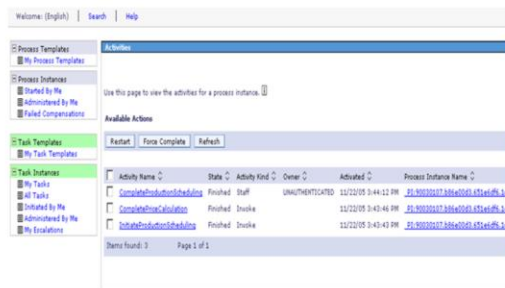 Welcome: (English) Search Help
Process Templates
My Process Templates
Process Instances
Started By Me
Administered By Me
Failed Compensations
Task Templates
My Task Templates
Task Instances
My Tasks
All Tasks
Initiated By Me
Administered By Me
My Escalations
Activities
Use this page to view the activities for a process instance. i
Available Actions
Restart Force Complete Refresh
Activity Name State Activity Kind Owner Activated Process Instance Name
CompleteProductionScheduling Finished Staff UNAUTHENTICATED 11/22/05 3:44:12 PM
CompletePriceCalculation Finished Invoke 11/22/05 3:43:46 PM
InitiateProductionScheduling Finished Invoke 11/22/05 3:43:43 PM
Items found: 3 Page 1 of 1